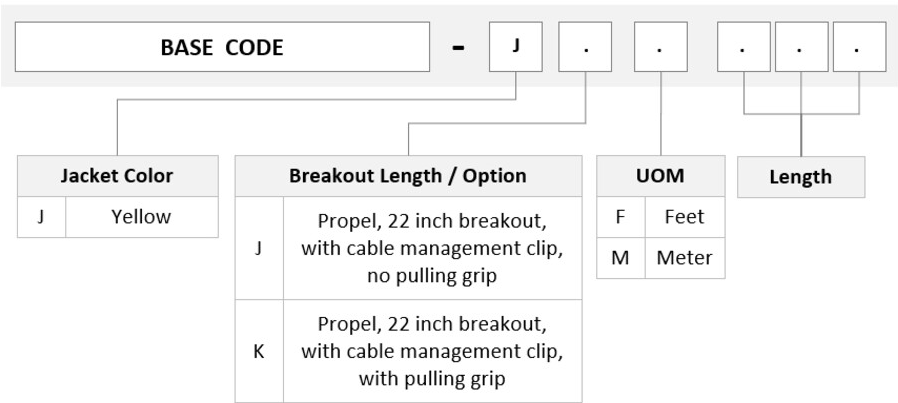 BASE CODE - J . . . . .
Jacket Color
J Yellow
Breakout Length / Option
J Propel, 22 inch breakout,
with cable management clip,
no pulling grip
K Propel, 22 inch breakout,
with cable management clip,
with pulling grip
UOM
F Feet
M Meter
Length